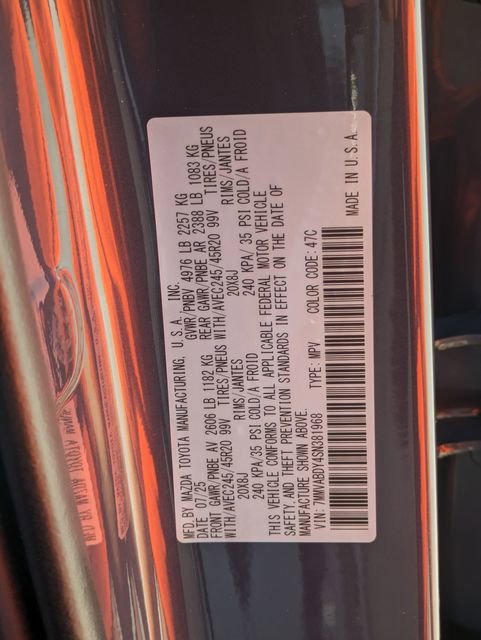 MFD.BY MAZDA TOYOTA MANUFACTURING, U.S.A., INC.
DATE 07/25 GVWR/PNBV 4976 LB 2257 KG
FRONT GAWR/PNBE AV 2606 LB 1182 KG REAR GAWR/PNBE AR 2388 LB 1083 KG
WITH/AVEC245/45R20 99V TIRES/PNEUS WITH/AVEC245/45R20 99V TIRES/PNEUS
20X8J RIMS/JANTES 20X8J RIMS/JANTES
240 KPA/ 35 PSI COLD/A FROID 240 KPA/ 35 PSI COLD/A FROID
THIS VEHICLE CONFORMS TO ALL APPLICABLE FEDERAL MOTOR VEHICLE
SAFETY AND THEFT PREVENTION STANDARDS IN EFFECT ON THE DATE OF
MANUFACTURE SHOWN ABOVE.
VIN: 7MMVABDY4SN381968 TYPE: MPV COLOR CODE: 47C
MADE IN U.S.A.